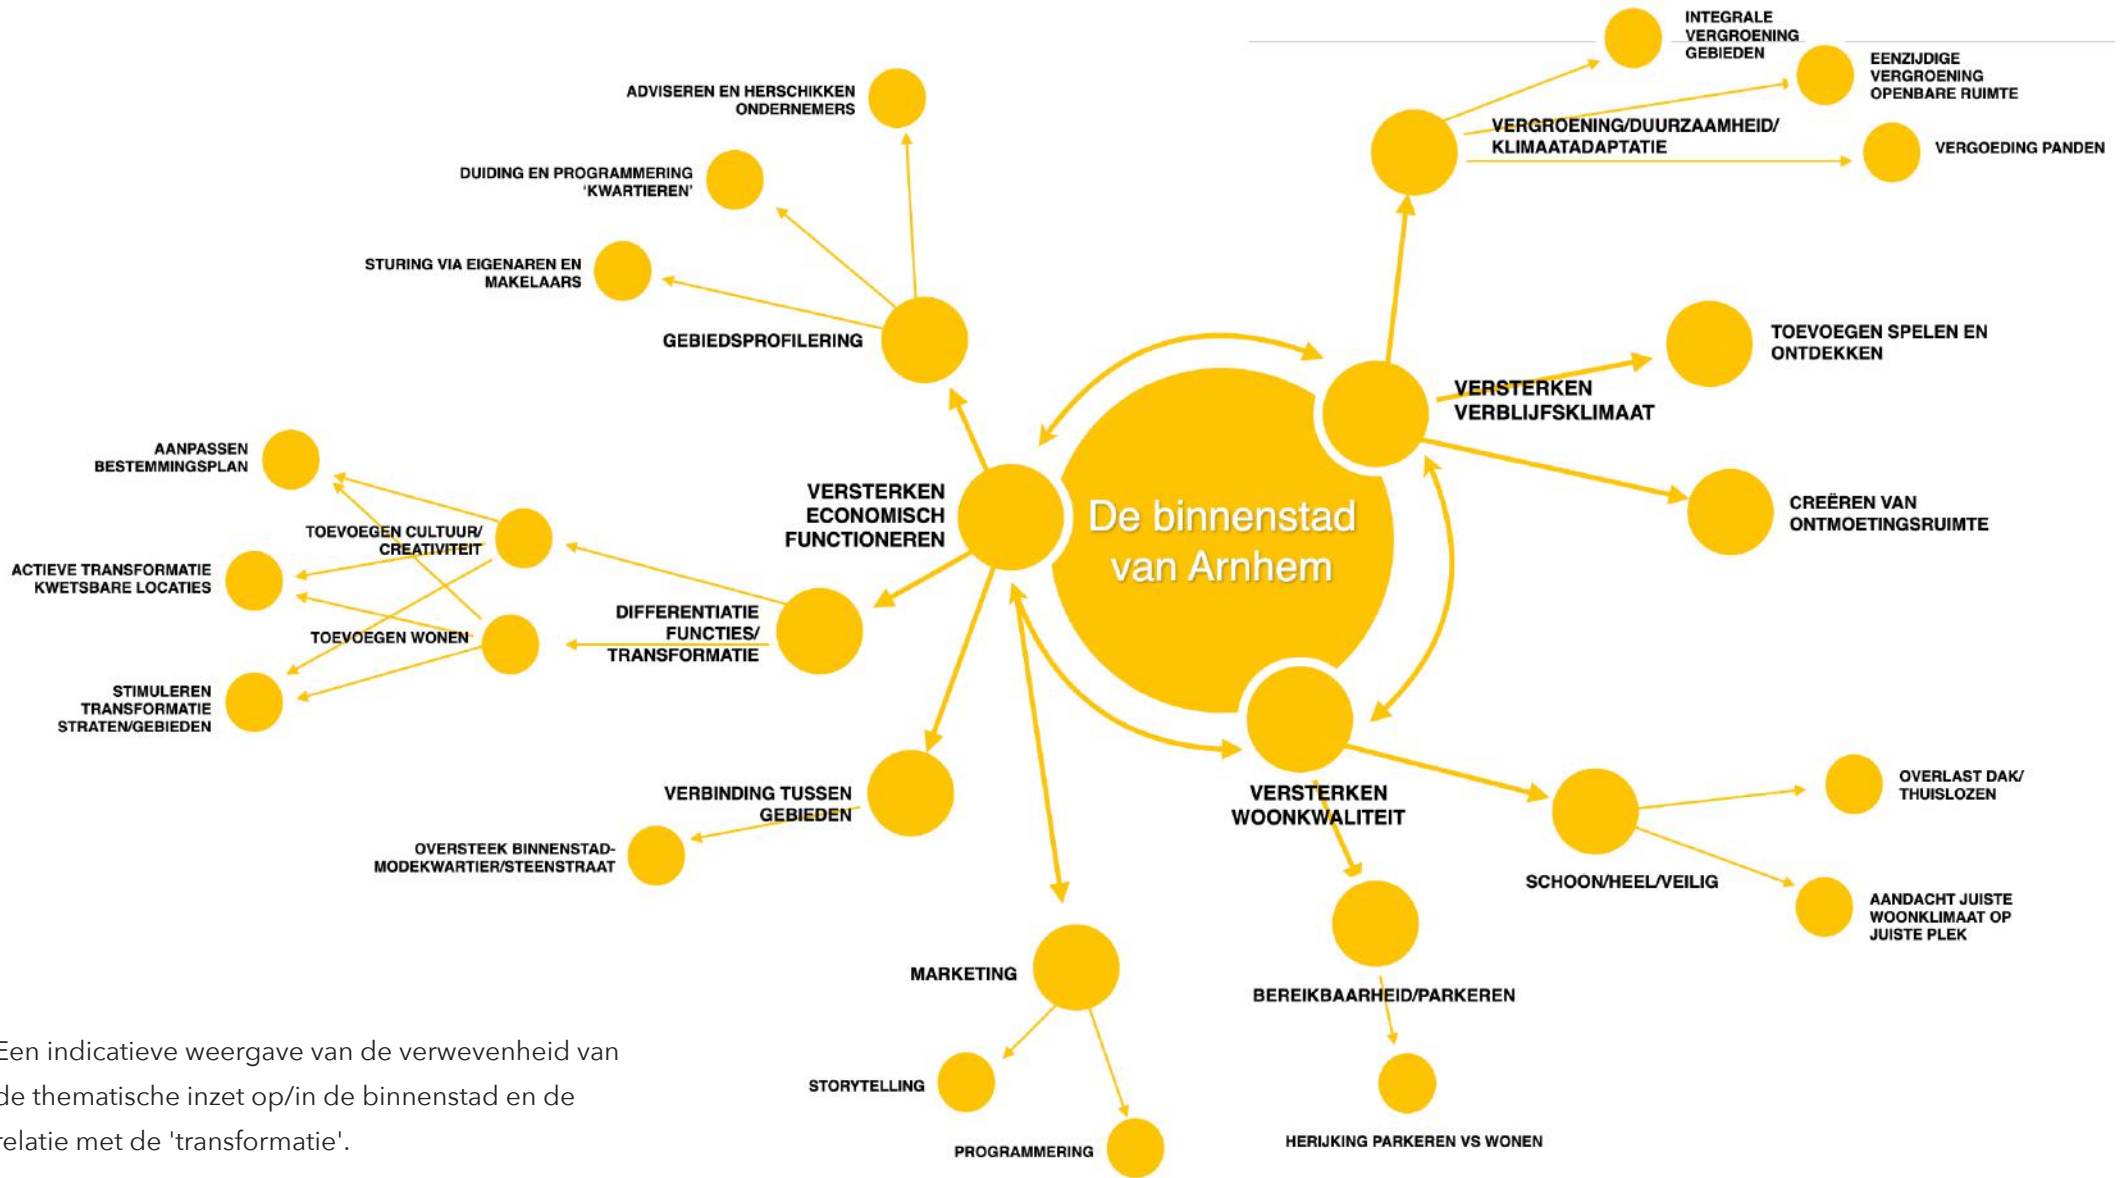 INTEGRALE
VERGROENING
GEBIEDEN
EENZIJDIGE
VERGROENING
OPENBARE RUIMTE
ADVISEREN EN HERSCHIKKEN
ONDERNEMERS
VERGROENING/DUURZAAMHEID/
KLIMAATADAPTATIE
VERGOEDING PANDEN
DUIDING EN PROGRAMMERING
‘KWARTIEREN’
STURING VIA EIGENAREN EN
MAKELAARS
GEBIEDSPROFILERING
TOEVOEGEN SPELEN EN
ONTDEKKEN
VERSTERKEN
VERBLIJFSKLIMAAT
AANPASSEN
BESTEMMINGSPLAN
VERSTERKEN
ECONOMISCH
FUNCTIONEREN
De binnenstad
van Arnhem
CREËREN VAN
ONTMOETINGSRUIMTE
TOEVOEGEN CULTUUR/
CREATIVITEIT
ACTIEVE TRANSFORMATIE
KWETSBARE LOCATIES
DIFFERENTIATIE
FUNCTIES/
TRANSFORMATIE
TOEVOEGEN WONEN
STIMULEREN
TRANSFORMATIE
STRATEN/GEBIEDEN
VERBINDING TUSSEN
GEBIEDEN
VERSTERKEN
WOONKWALITEIT
OVERLAST DAK/
THUISLOZEN
OVERSTEEK BINNENSTAD-
MODEKWARTIER/STEENSTRAAT
SCHOON/HEEL/VEILIG
AANDACHT JUISTE
WOONKLIMAAT OP
JUISTE PLEK
MARKETING
BEREIKBAARHEID/PARKEREN
STORYTELLING
PROGRAMMERING
HERIJKING PARKEREN VS WONEN
Een indicatieve weergave van de verwevenheid van
de thematische inzet op/in de binnenstad en de
relatie met de 'transformatie'.